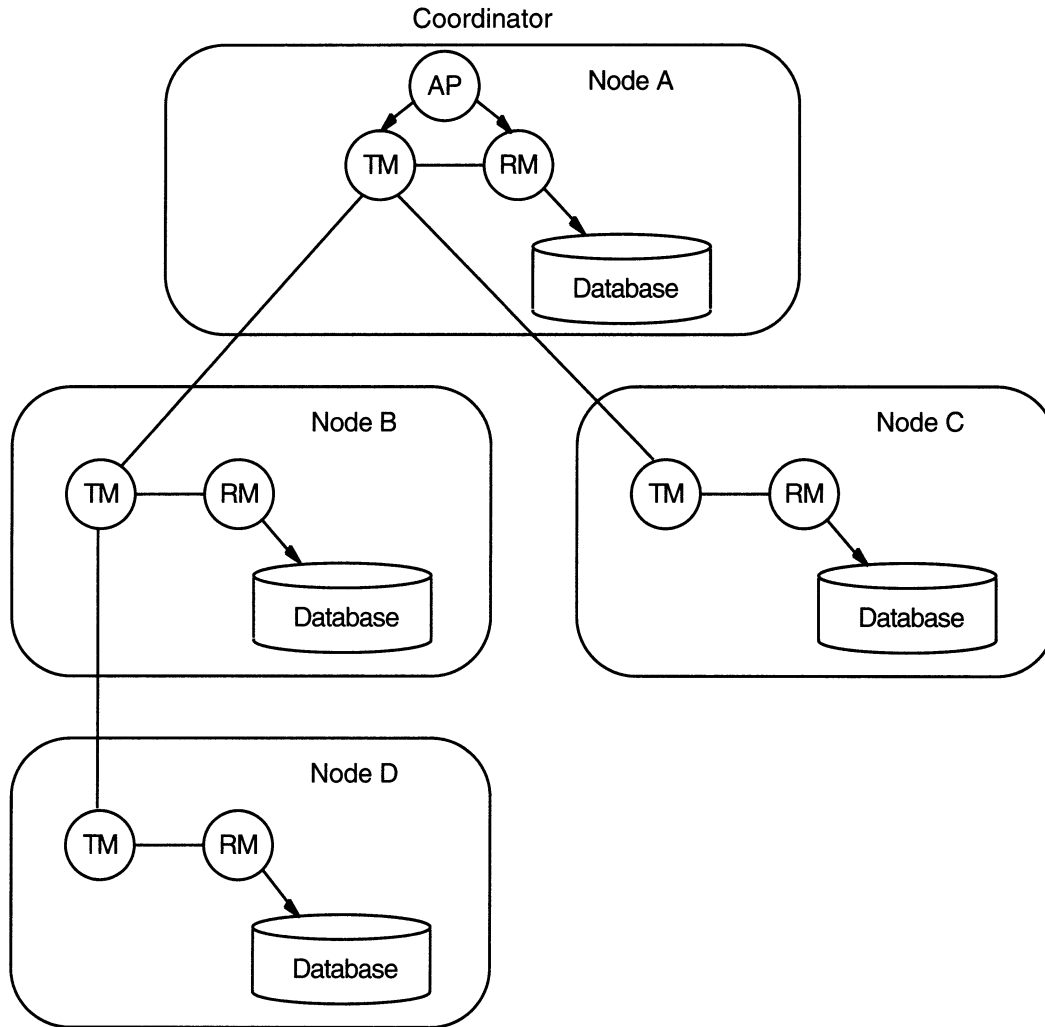 Coordinator
Node A
AP
TM
RM
Database
Node B
TM
RM
Database
Node C
TM
RM
Database
Node D
TM
RM
Database